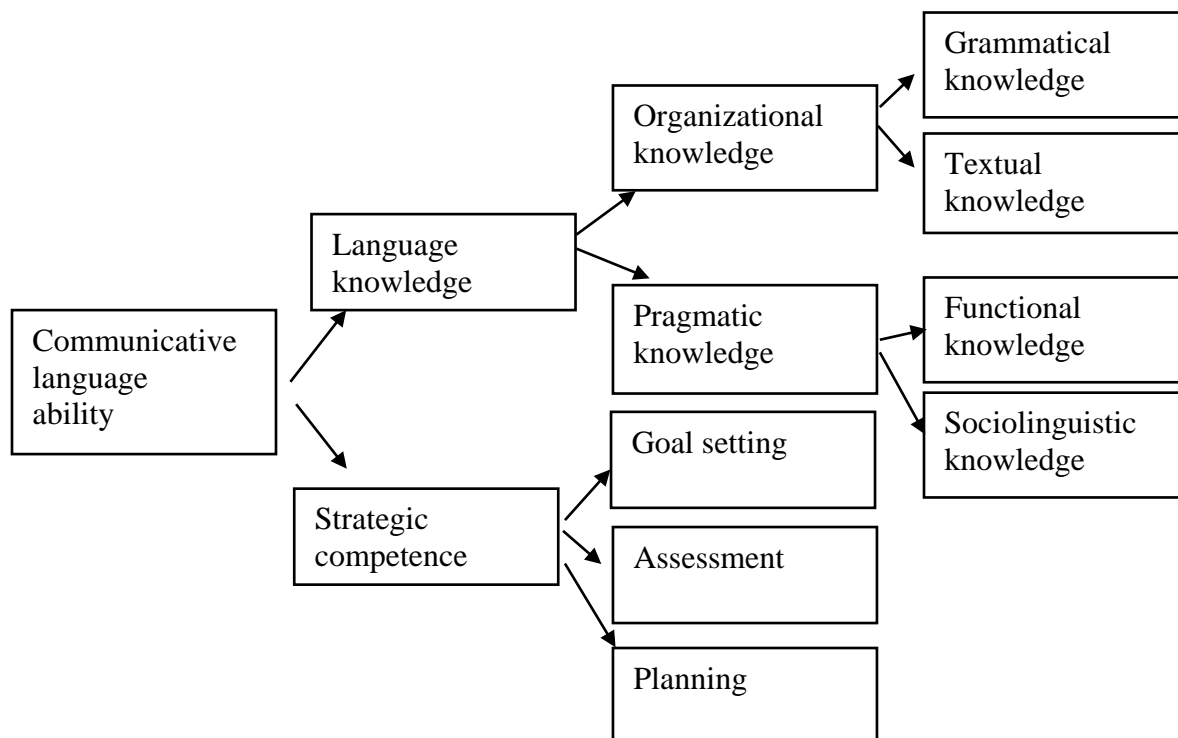 Communicative
language
ability
Language
knowledge
Strategic
competence
Organizational
knowledge
Pragmatic
knowledge
Goal setting
Assessment
Planning
Grammatical
knowledge
Textual
knowledge
Functional
knowledge
Sociolinguistic
knowledge